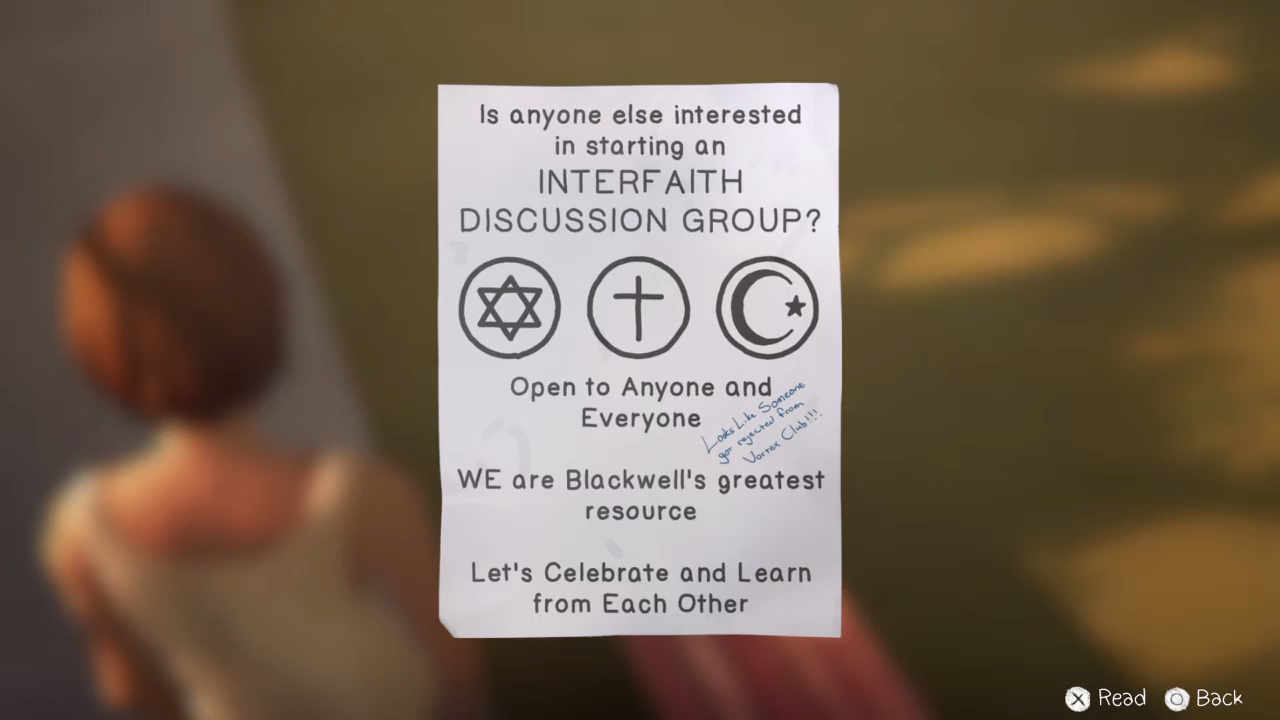 Is anyone else interested
in starting an
INTERFAITH
DISCUSSION GROUP?
Open to Anyone and
Everyone
Looks Like Someone
got rejected from
Vortex Club!!!
WE are Blackwell's greatest
resource
Let's Celebrate and Learn
from Each Other
Read Back